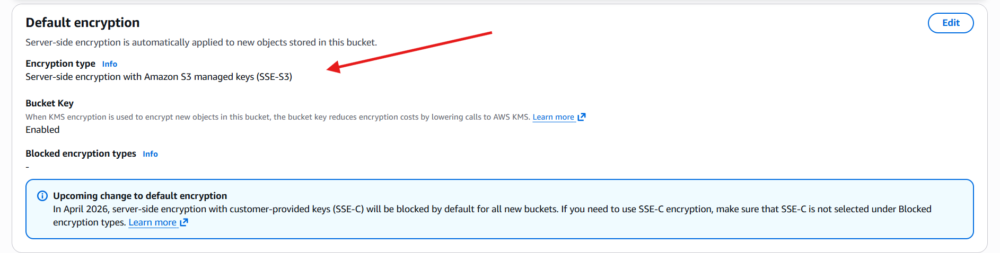 Default encryption
Edit
Server-side encryption is automatically applied to new objects stored in this bucket.
Encryption type Info
Server-side encryption with Amazon S3 managed keys (SSE-S3)
Bucket Key
When KMS encryption is used to encrypt new objects in this bucket, the bucket key reduces encryption costs by lowering calls to AWS KMS. Learn more
Enabled
Blocked encryption types Info
-
Upcoming change to default encryption
In April 2026, server-side encryption with customer-provided keys (SSE-C) will be blocked by default for all new buckets. If you need to use SSE-C encryption, make sure that SSE-C is not selected under Blocked
encryption types. Learn more